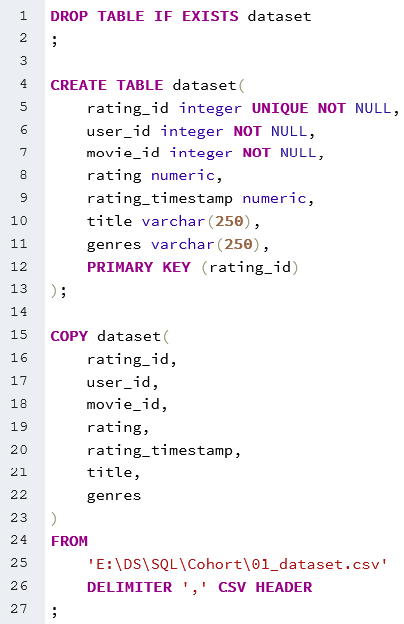 1 DROP TABLE IF EXISTS dataset
2 ;
3
4 CREATE TABLE dataset(
5     rating_id integer UNIQUE NOT NULL,
6     user_id integer NOT NULL,
7     movie_id integer NOT NULL,
8     rating numeric,
9     rating_timestamp numeric,
10     title varchar(250),
11     genres varchar(250),
12     PRIMARY KEY (rating_id)
13 );
14
15 COPY dataset(
16     rating_id,
17     user_id,
18     movie_id,
19     rating,
20     rating_timestamp,
21     title,
22     genres
23 )
24 FROM
25     'E:\DS\SQL\Cohort\01_dataset.csv'
26     DELIMITER ',' CSV HEADER
27 ;